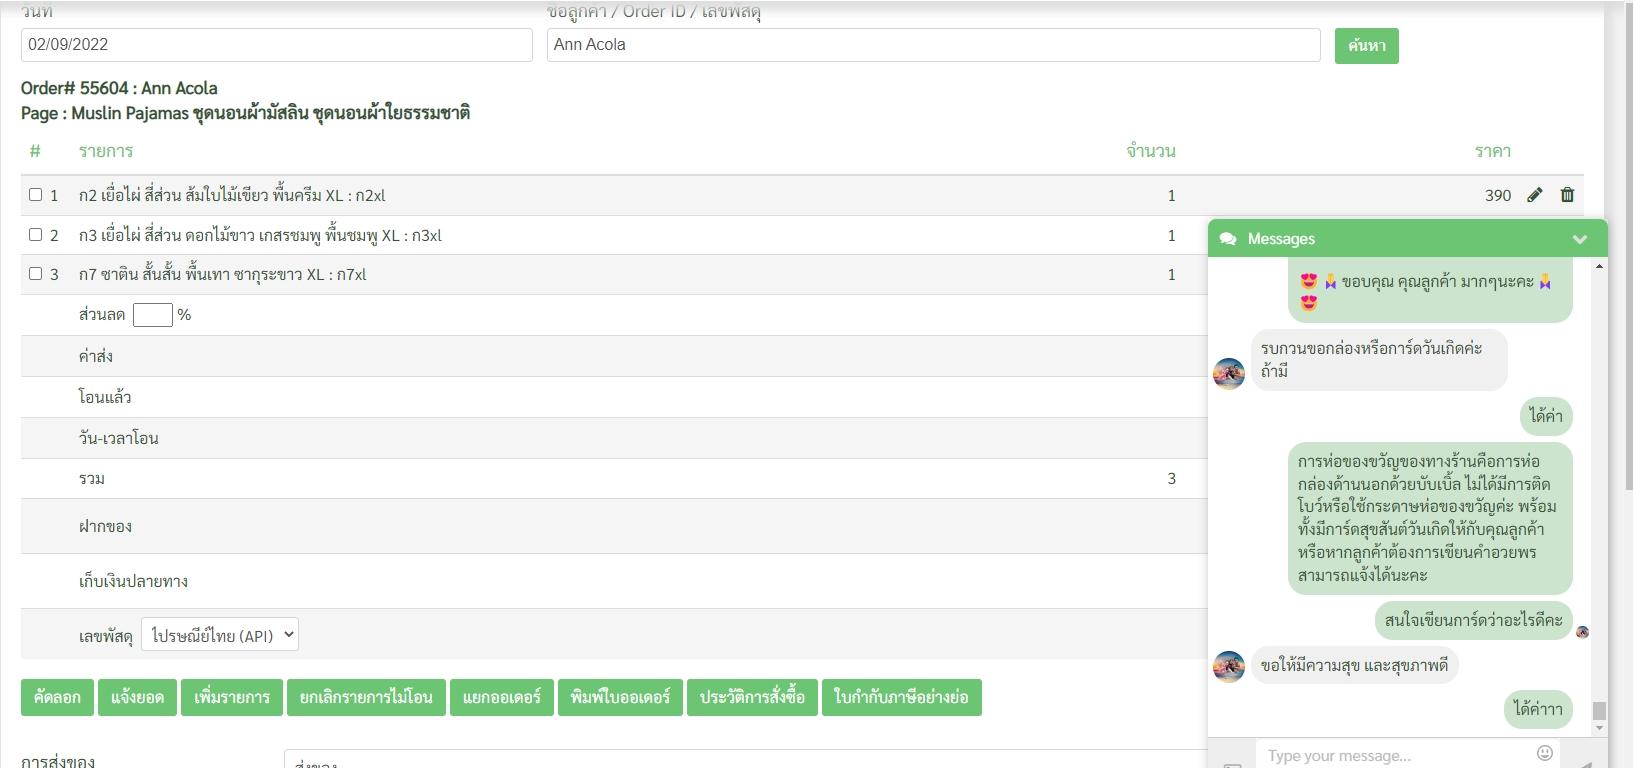 วันที่
ชื่อลูกค้า / Order ID / เลขพัสดุ
02/09/2022
Ann Acola
ค้นหา
Order# 55604 : Ann Acola
Page : Muslin Pajamas ชุดนอนผ้ามัสลิน ชุดนอนผ้าใยธรรมชาติ
# รายการ จำนวน ราคา
1 ก2 เยื่อไผ่ สี่ส่วน ส้มใบไม้เขียว พื้นครีม XL : ก2xl 1 390
2 ก3 เยื่อไผ่ สี่ส่วน ดอกไม้ขาว เกสรชมพู พื้นชมพู XL : ก3xl 1
3 ก7 ซาติน สั้นสั้น พื้นเทา ซากุระขาว XL : ก7xl 1
ส่วนลด %
ค่าส่ง
โอนแล้ว
วัน-เวลาโอน
รวม 3
ฝากของ
เก็บเงินปลายทาง
เลขพัสดุ ไปรษณีย์ไทย (API)
คัดลอก แจ้งยอด เพิ่มรายการ ยกเลิกรายการไม่โอน แยกออเดอร์ พิมพ์ใบออเดอร์ ประวัติการสั่งซื้อ ใบกำกับภาษีอย่างย่อ
การส่งของ
ส่งของ
Messages
😍🙏 ขอบคุณ คุณลูกค้า มากๆนะคะ🙏
😍
รบกวนขอกล่องหรือการ์ดวันเกิดค่ะ
ถ้ามี
ได้ค่า
การห่อของขวัญของทางร้านคือการห่อ
กล่องด้านนอกด้วยบับเบิ้ล ไม่ได้มีการติด
โบว์หรือใช้กระดาษห่อของขวัญค่ะ พร้อม
ทั้งมีการ์ดสุขสันต์วันเกิดให้กับคุณลูกค้า
หรือหากลูกค้าต้องการเขียนคำอวยพร
สามารถแจ้งได้นะคะ
สนใจเขียนการ์ดว่าอะไรดีคะ
ขอให้มีความสุข และสุขภาพดี
ได้ค่าาา
Type your message...